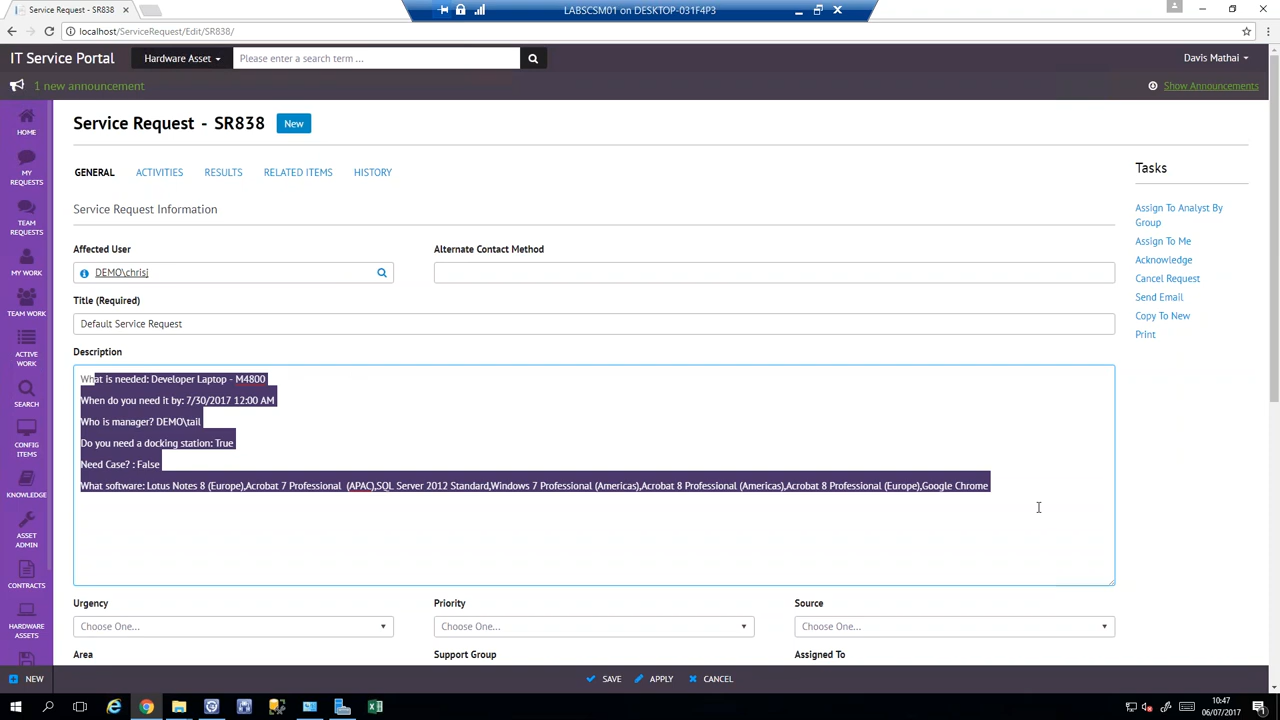 Service Request - SR838
LABSCSM01 on DESKTOP-031F4P3
localhost/ServiceRequest/Edit/SR838/
IT Service Portal
Hardware Asset
Please enter a search term ...
Davis Mathai
1 new announcement
Show Announcements
HOME
MY
REQUESTS
TEAM
REQUESTS
MY WORK
TEAM WORK
ACTIVE
WORK
SEARCH
CONFIG
ITEMS
KNOWLEDGE
ASSET
ADMIN
CONTRACTS
HARDWARE
ASSETS
Service Request - SR838
New
GENERAL
ACTIVITIES
RESULTS
RELATED ITEMS
HISTORY
Service Request Information
Affected User
DEMO\chrisj
Alternate Contact Method
Title (Required)
Default Service Request
Description
What is needed: Developer Laptop - M4800
When do you need it by: 7/30/2017 12:00 AM
Who is manager? DEMO\tail
Do you need a docking station: True
Need Case? : False
What software: Lotus Notes 8 (Europe),Acrobat 7 Professional (APAC),SQL Server 2012 Standard,Windows 7 Professional (Americas),Acrobat 8 Professional (Americas),Acrobat 8 Professional (Europe),Google Chrome
Urgency
Choose One...
Priority
Choose One...
Source
Choose One...
Area
Support Group
Assigned To
Tasks
Assign To Analyst By
Group
Assign To Me
Acknowledge
Cancel Request
Send Email
Copy To New
Print
NEW
SAVE
APPLY
CANCEL
10:47
06/07/2017